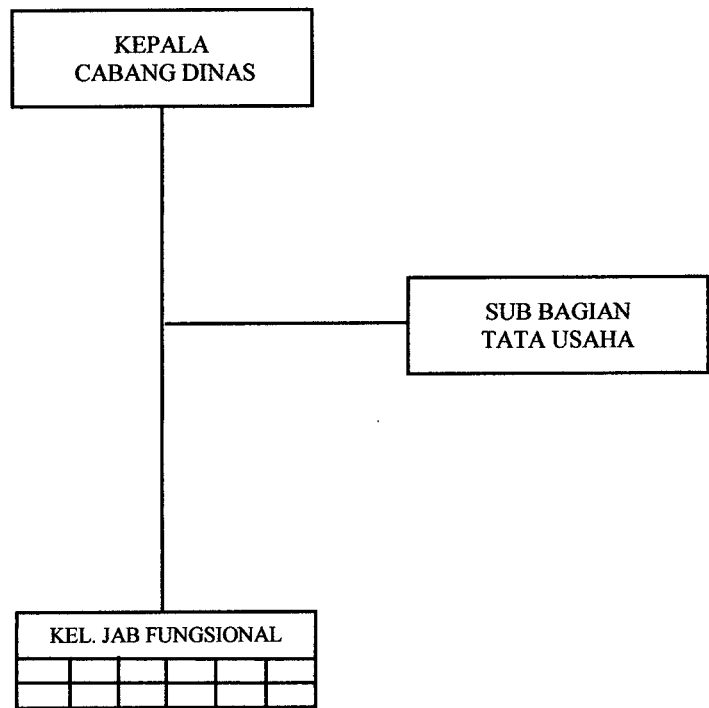 KEPALA
CABANG DINAS
SUB BAGIAN
TATA USAHA
KEL. JAB FUNGSIONAL